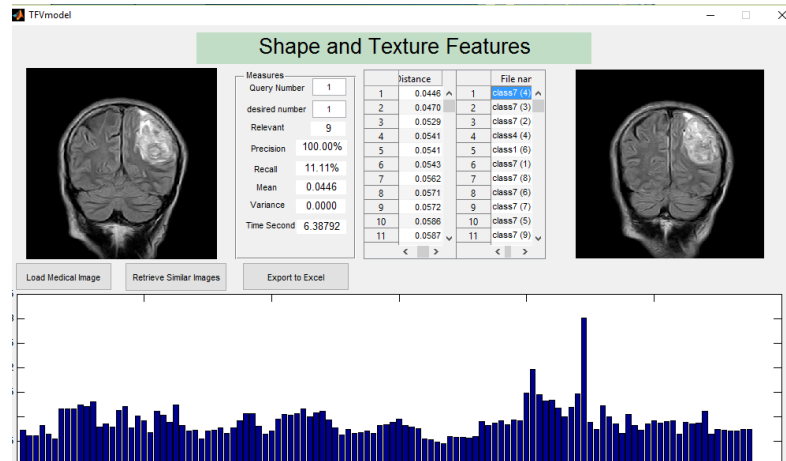 TFVmodel
Shape and Texture Features
Measures
Query Number 1
desired number 1
Relevant 9
Precision 100.00%
Recall 11.11%
Mean 0.0446
Variance 0.0000
Time Second 6.38792
Distance
1 0.0446
2 0.0470
3 0.0529
4 0.0541
5 0.0541
6 0.0543
7 0.0562
8 0.0571
9 0.0572
10 0.0586
11 0.0587
File nar
1 class7 (4)
2 class7 (3)
3 class7 (2)
4 class4 (4)
5 class1 (6)
6 class7 (1)
7 class7 (8)
8 class7 (6)
9 class7 (7)
10 class7 (5)
11 class7 (9)
Load Medical Image
Retrieve Similar Images
Export to Excel